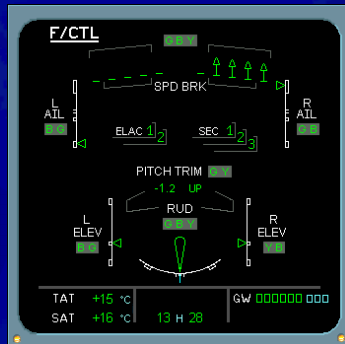 F/CTL
G B Y
SPD BRK
L
AIL
B G
R
AIL
G B
ELAC 1 2
SEC 1 2 3
PITCH TRIM G Y
-1.2 UP
RUD
G B Y
L
ELEV
B G
R
ELEV
Y B
TAT +15 °C
GW
SAT +16 °C
13 H 28